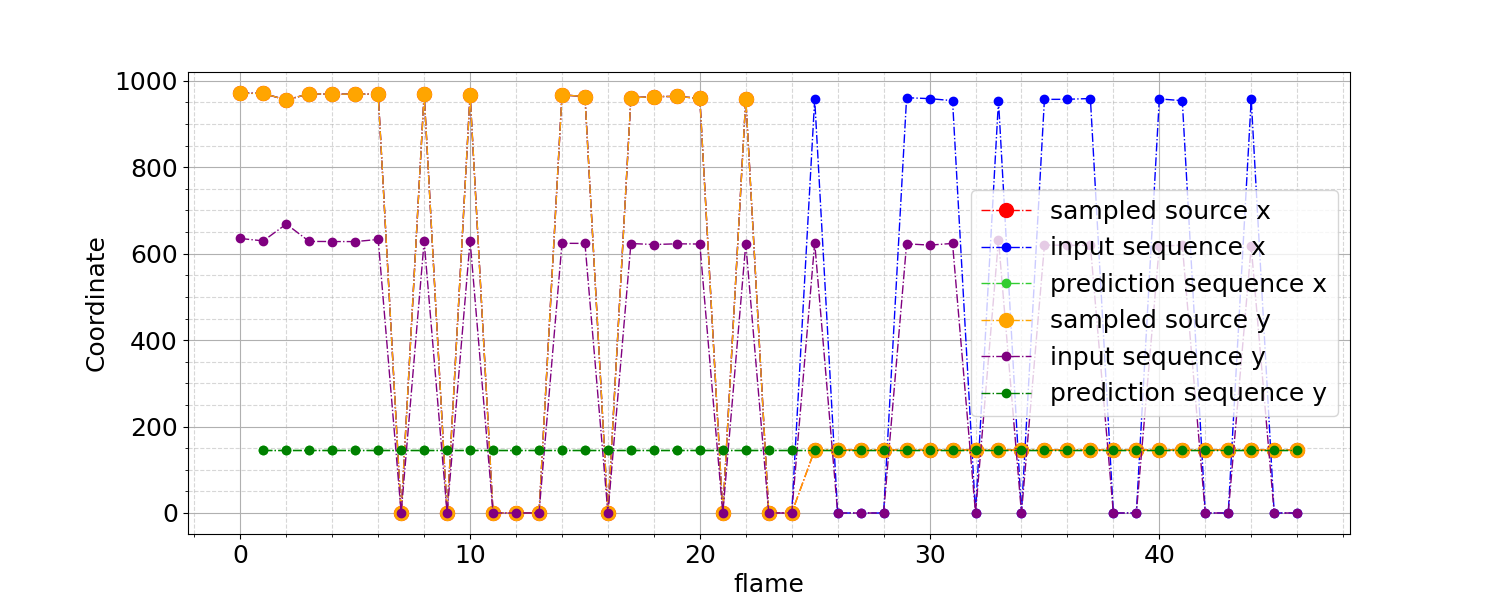 1000
800
600
400
200
0
Coordinate
sampled source x
input sequence x
prediction sequence x
sampled source y
input sequence y
prediction sequence y
0 10 20 30 40
flame